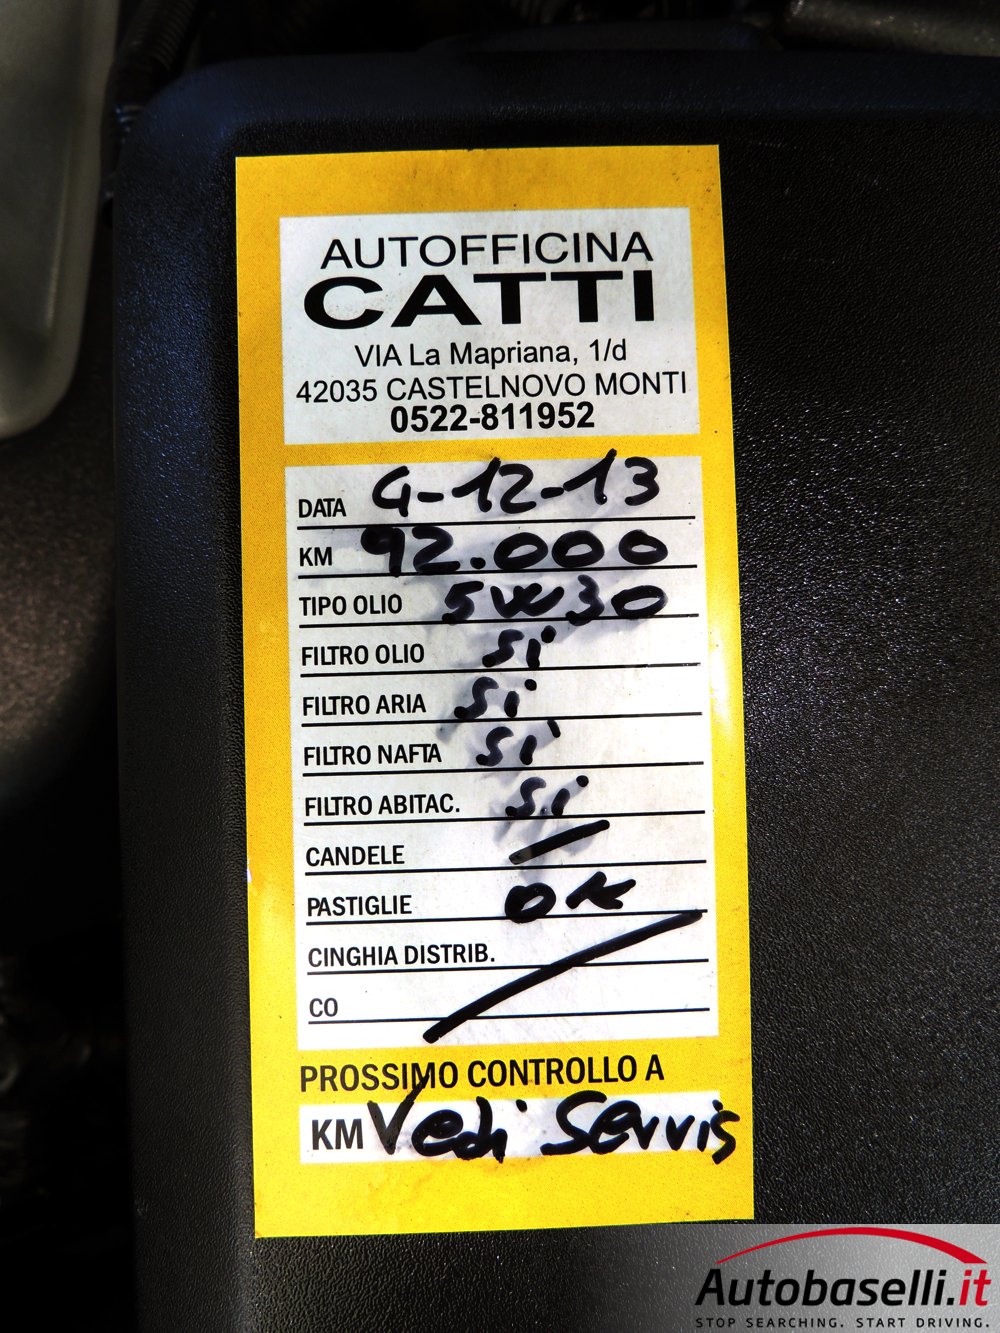 AUTOFFICINA
CATTI
VIA La Mapriana, 1/d
42035 CASTELNOVO MONTI
0522-811952
DATA 4-12-13
KM 92.000
TIPO OLIO 5W30
FILTRO OLIO si
FILTRO ARIA si
FILTRO NAFTA si
FILTRO ABITAC. si
CANDELE —
PASTIGLIE OK
CINGHIA DISTRIB.
CO
PROSSIMO CONTROLLO A
KM Vedi Servvis
Autobaselli.it
STOP SEARCHING. START DRIVING.